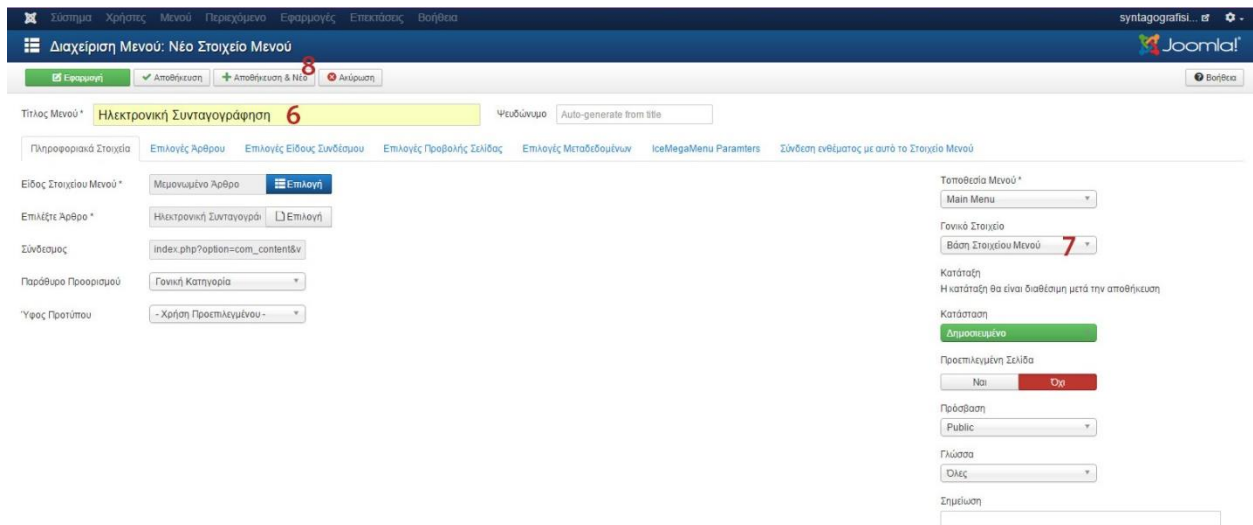 Σύστημα Χρήστες Μενού Περιεχόμενο Εφαρμογές Επεκτάσεις Βοήθεια syntagografisi...
Διαχείριση Μενού: Νέο Στοιχείο Μενού Joomla!
Εφαρμογή Αποθήκευση Αποθήκευση & Νέο 8 Ακύρωση Βοήθεια
Τίτλος Μενού * Ηλεκτρονική Συνταγογράφηση 6 Ψευδώνυμο Auto-generate from title
Πληροφοριακά Στοιχεία Επιλογές Άρθρου Επιλογές Είδους Συνδέσμου Επιλογές Προβολής Σελίδας Επιλογές Μεταδεδομένων IceMegaMenu Paramters Σύνδεση ενθέματος με αυτό το Στοιχείο Μενού
Είδος Στοιχείου Μενού * Μεμονωμένο Άρθρο Επιλογή
Επιλέξτε Άρθρο * Ηλεκτρονική Συνταγογρά Επιλογή
Σύνδεσμος index.php?option=com_content&v
Παράθυρο Προορισμού Γονική Κατηγορία
Ύφος Προτύπου - Χρήση Προεπιλεγμένου -
Τοποθεσία Μενού *
Main Menu
Γονικό Στοιχείο
Βάση Στοιχείου Μενού 7
Κατάταξη
Η κατάταξη θα είναι διαθέσιμη μετά την αποθήκευση
Κατάσταση
Δημοσιευμένο
Προεπιλεγμένη Σελίδα
Ναι Όχι
Πρόσβαση
Public
Γλώσσα
Όλες
Σημείωση